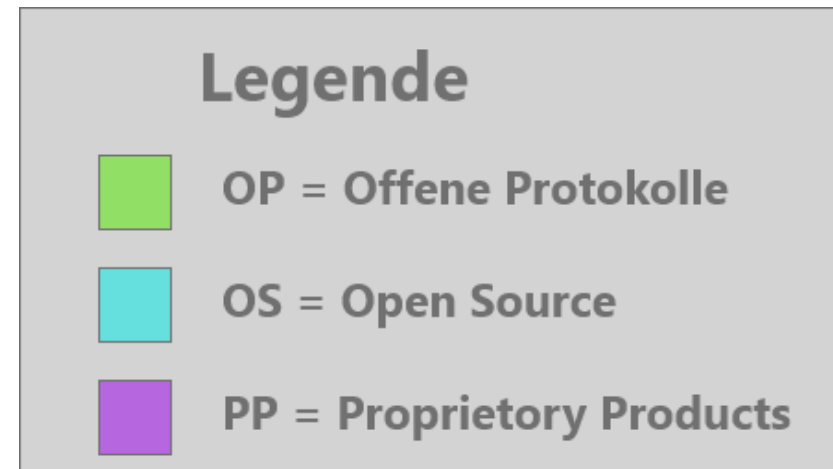 Legende
OP = Offene Protokolle
OS = Open Source
PP = Proprietory Products